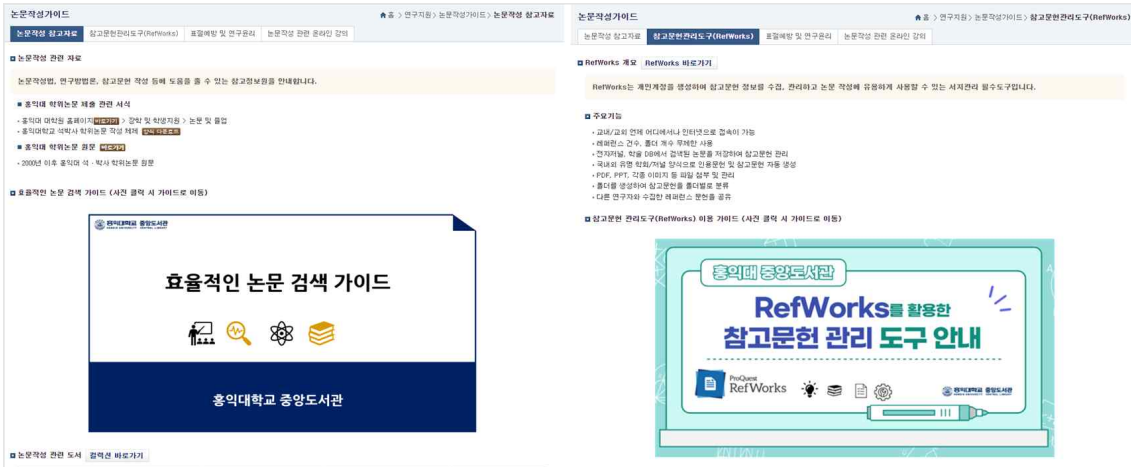 논문작성가이드
홈 > 연구지원 > 논문작성가이드 > 논문작성 참고자료
논문작성 참고자료 참고문헌관리도구(RefWorks) 표절예방 및 연구윤리 논문작성 관련 온라인 강의
논문작성 관련 자료
논문작성법, 연구방법론, 참고문헌 작성 등에 도움을 줄 수 있는 참고정보원을 안내합니다.
홍익대 학위논문 제출 관련 서식
홍익대 대학원 홈페이지 바로가기 > 장학 및 학생지원 > 논문 및 졸업
홍익대학교 석박사 학위논문 작성 체제 양식 다운로드
홍익대 학위논문 원문 바로가기
2000년 이후 홍익대 석·박사 학위논문 원문
효율적인 논문 검색 가이드 (사진 클릭 시 가이드로 이동)
홍익대학교 중앙도서관
HONGIK UNIVERSITY CENTRAL LIBRARY
효율적인 논문 검색 가이드
홍익대학교 중앙도서관
논문작성 관련 도서 컬렉션 바로가기
논문작성가이드
홈 > 연구지원 > 논문작성가이드 > 참고문헌관리도구(RefWorks)
논문작성 참고자료 참고문헌관리도구(RefWorks) 표절예방 및 연구윤리 논문작성 관련 온라인 강의
RefWorks 개요 RefWorks 바로가기
RefWorks는 개인계정을 생성하여 참고문헌 정보를 수집, 관리하고 논문 작성에 유용하게 사용할 수 있는 서지관리 필수도구입니다.
주요기능
교내/교외 언제 어디에서나 인터넷으로 접속이 가능
레퍼런스 건수, 폴더 개수 무제한 사용
전자저널, 학술 DB에서 검색된 논문을 저장하여 참고문헌 관리
국내외 유명 학회/저널 양식으로 인용문헌 및 참고문헌 자동 생성
PDF, PPT, 각종 이미지 등 파일 첨부 및 관리
폴더를 생성하여 참고문헌을 폴더별로 분류
다른 연구자와 수집한 레퍼런스 문헌을 공유
참고문헌 관리도구(RefWorks) 이용 가이드 (사진 클릭 시 가이드로 이동)
홍익대 중앙도서관
RefWorks를 활용한
참고문헌 관리 도구 안내
ProQuest
RefWorks
홍익대학교 중앙도서관